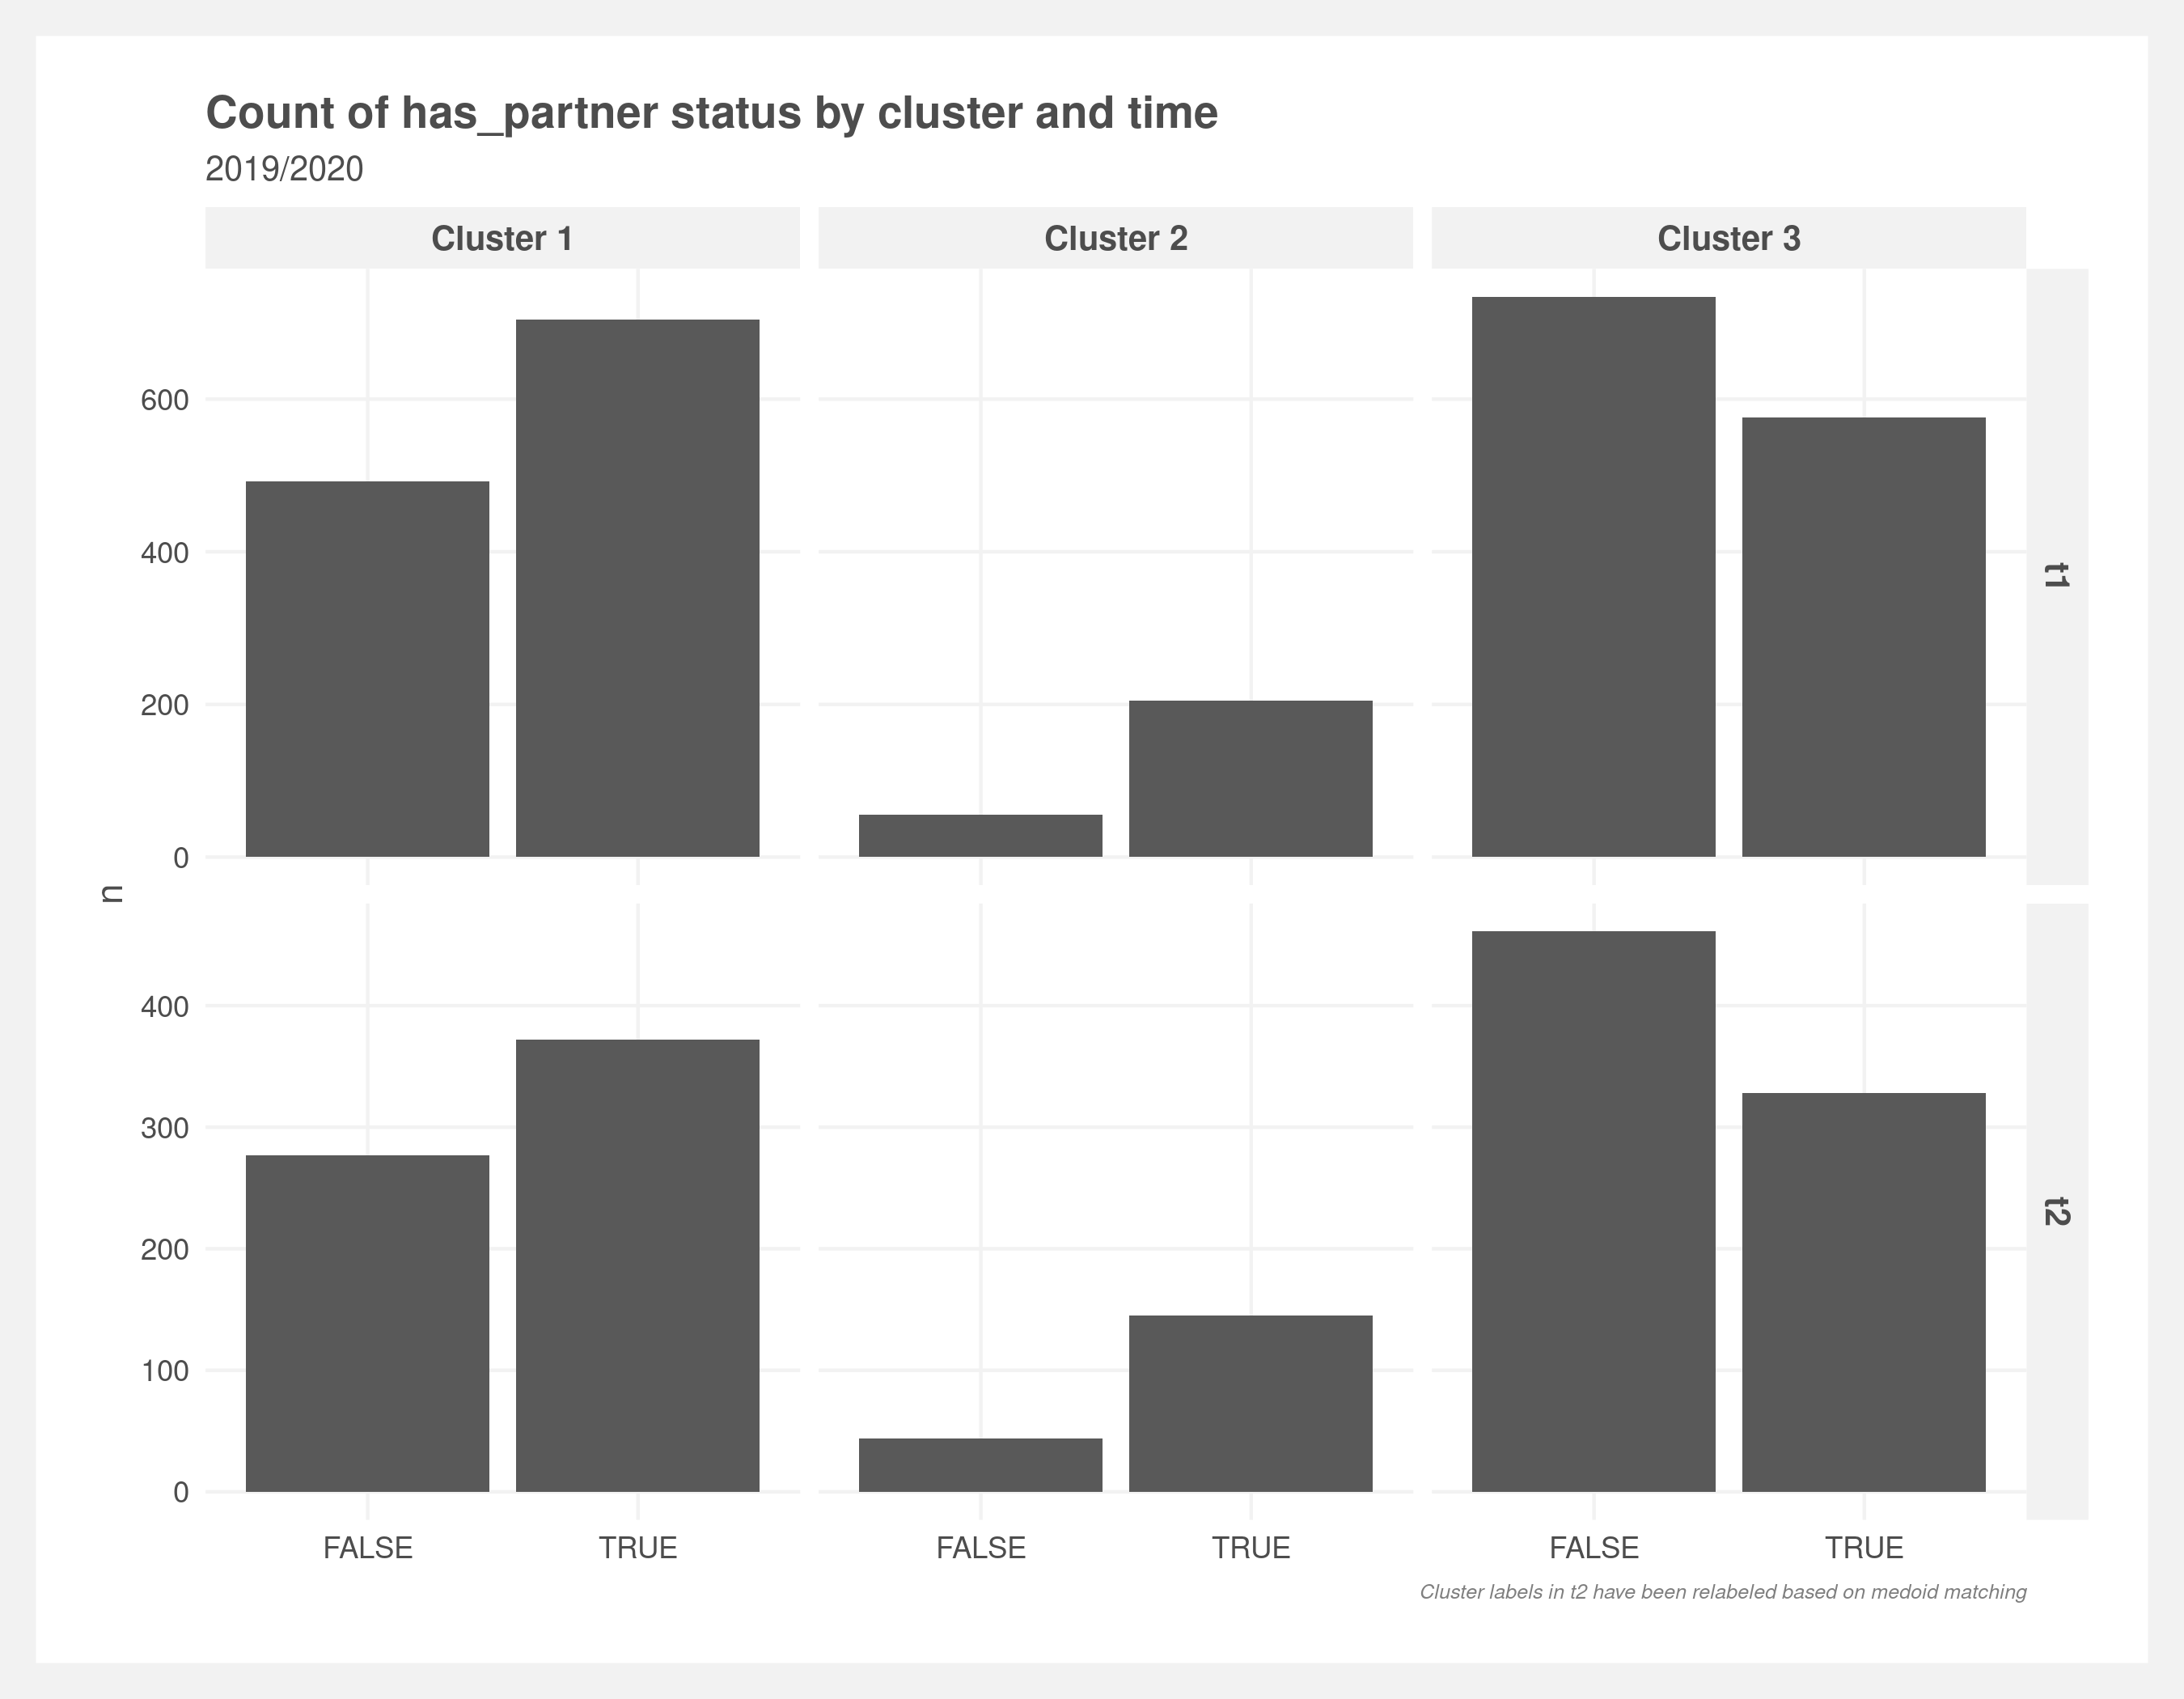 Count of has_partner status by cluster and time
2019/2020
Cluster 1 Cluster 2 Cluster 3
600
400
200
0
t1
n
400
300
200
100
0
t2
FALSE TRUE FALSE TRUE FALSE TRUE
Cluster labels in t2 have been relabeled based on medoid matching